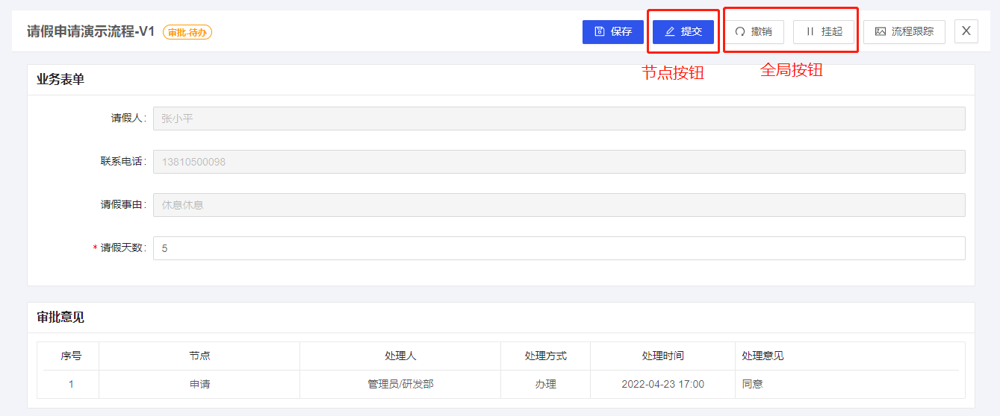 请假申请演示流程-V1 审批-待办 保存 提交 撤销 挂起 流程跟踪 X
节点按钮 全局按钮
业务表单
请假人: 张小平
联系电话: 13810500098
请假事由: 休息休息
* 请假天数: 5
审批意见
序号 节点 处理人 处理方式 处理时间 处理意见
1 申请 管理员/研发部 办理 2022-04-23 17:00 同意